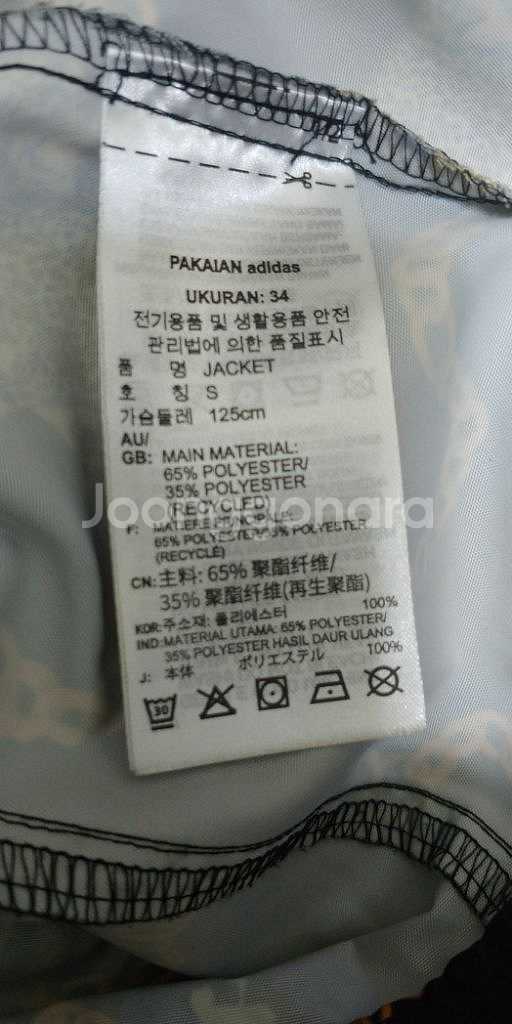 PAKAIAN adidas
UKURAN: 34
전기용품 및 생활용품 안전
관리법에 의한 품질표시
품 명 JACKET
호 칭 S
가슴둘레 125cm
AU/
GB: MAIN MATERIAL:
65% POLYESTER/
35% POLYESTER
(RECYCLED)
F: MATIERE PRINCIPALE:
65% POLYESTER/35% POLYESTER
(RECYCLÉ)
CN: 主料: 65% 聚酯纤维/
35% 聚酯纤维(再生聚酯)
KOR: 주소재: 폴리에스터 100%
IND: MATERIAL UTAMA: 65% POLYESTER/
35% POLYESTER HASIL DAUR ULANG
J: 本体 ポリエステル 100%
30
Joonggonara